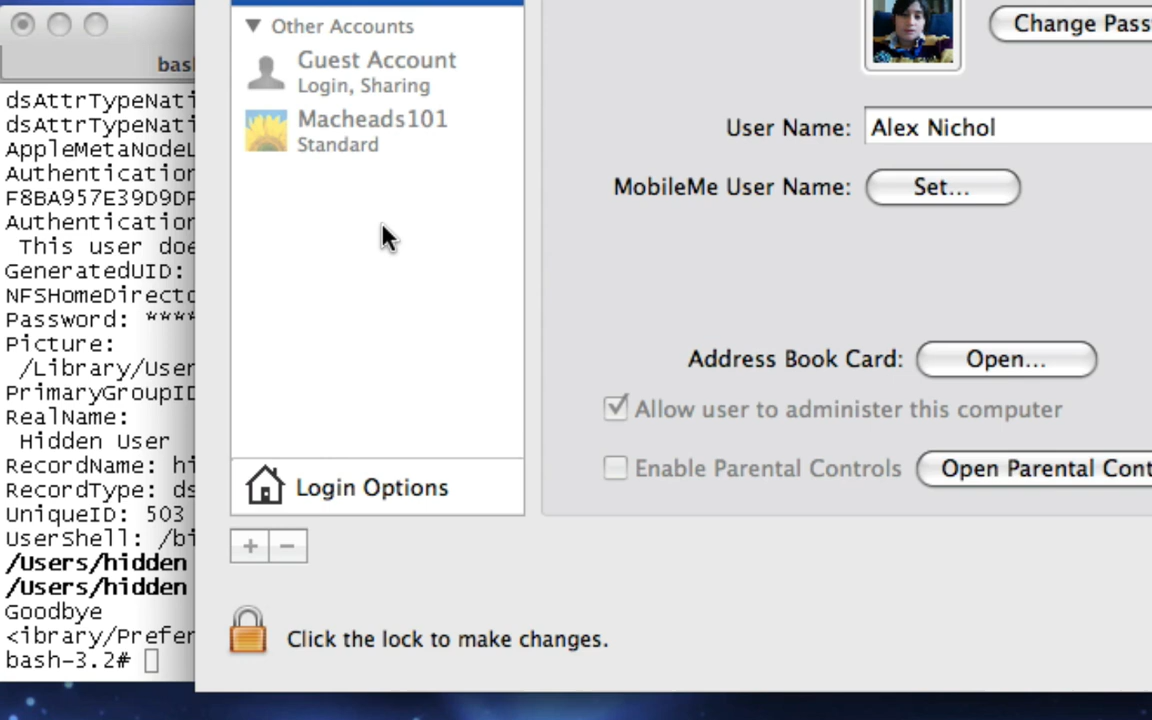 bas
dsAttrTypeNati
dsAttrTypeNati
AppleMetaNodeL
Authentication
F8BA957E39D9DF
Authentication
This user doe
GeneratedUID:
NFSHomeDirecto
Password: ****
Picture:
/Library/User
PrimaryGroupID
RealName:
Hidden User
RecordName: hi
RecordType: ds
UniqueID: 503
UserShell: /bi
/Users/hidden
/Users/hidden
Goodbye
<ibrary/Prefer
bash-3.2#
Other Accounts
Guest Account
Login, Sharing
Macheads101
Standard
Login Options
+ −
Click the lock to make changes.
Change Pass
User Name: Alex Nichol
MobileMe User Name: Set...
Address Book Card: Open...
Allow user to administer this computer
Enable Parental Controls Open Parental Cont